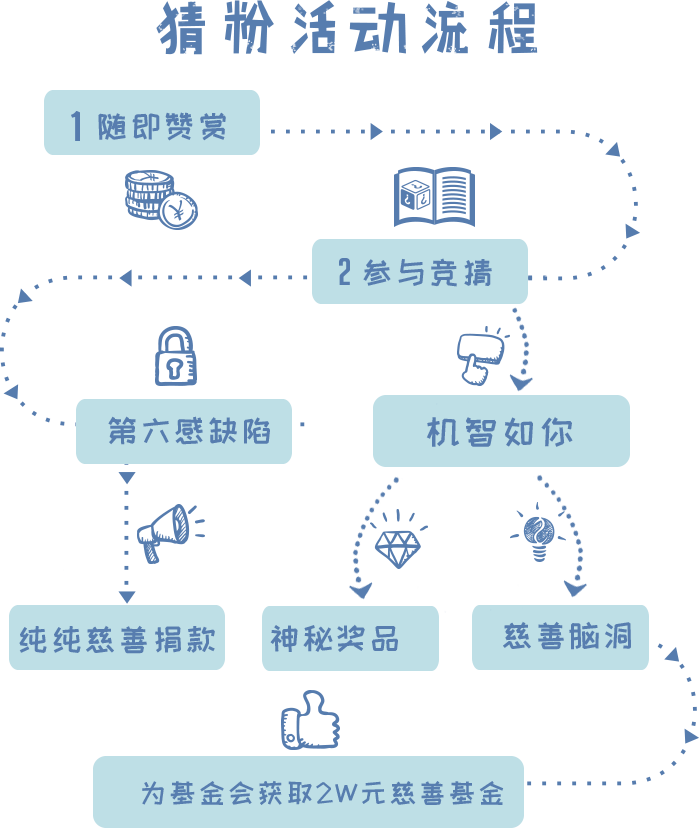 猜粉活动流程
1 随即赞赏
2 参与竞猜
第六感缺陷
机智如你
纯纯慈善捐款
神秘奖品
慈善脑洞
为基金会获取2W元慈善基金